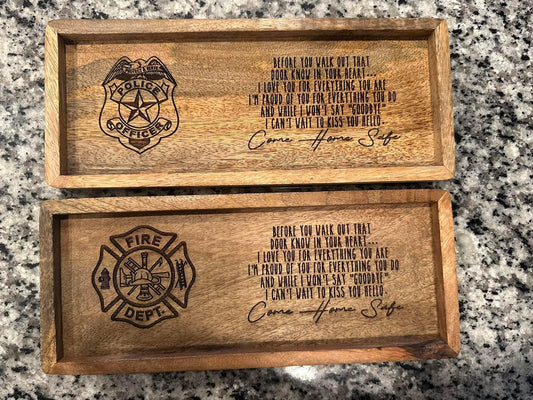 POLICE
OFFICER
BEFORE YOU WALK OUT THAT
DOOR KNOW IN YOUR HEART...
I LOVE YOU FOR EVERYTHING YOU ARE
I'M PROUD OF YOU FOR EVERYTHING YOU DO
AND WHILE I WON'T SAY "GOODBYE"
I CAN'T WAIT TO KISS YOU HELLO.
Come Home Safe
FIRE
DEPT.
BEFORE YOU WALK OUT THAT
DOOR KNOW IN YOUR HEART...
I LOVE YOU FOR EVERYTHING YOU ARE
I'M PROUD OF YOU FOR EVERYTHING YOU DO
AND WHILE I WON'T SAY "GOODBYE"
I CAN'T WAIT TO KISS YOU HELLO.
Come Home Safe